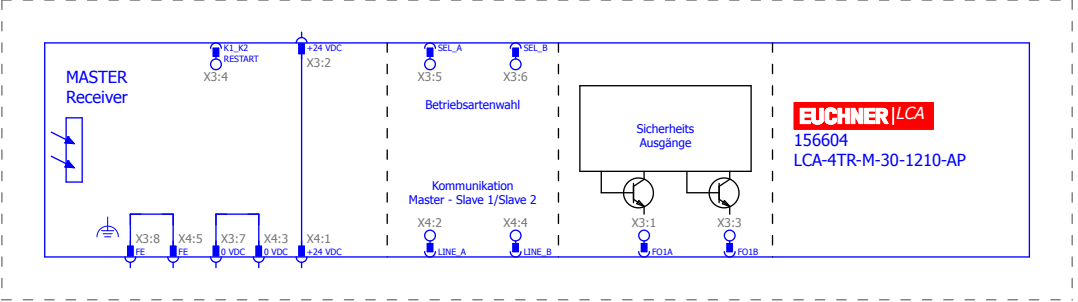 K1_K2
RESTART
X3:4
+24 VDC
X3:2
SEL_A
X3:5
SEL_B
X3:6
MASTER
Receiver
Betriebsartenwahl
Sicherheits
Ausgänge
EUCHNER LCA
156604
LCA-4TR-M-30-1210-AP
Kommunikation
Master - Slave 1/Slave 2
X3:8
FE
X4:5
FE
X3:7
0 VDC
X4:3
0 VDC
X4:1
+24 VDC
X4:2
LINE_A
X4:4
LINE_B
X3:1
FO1A
X3:3
FO1B